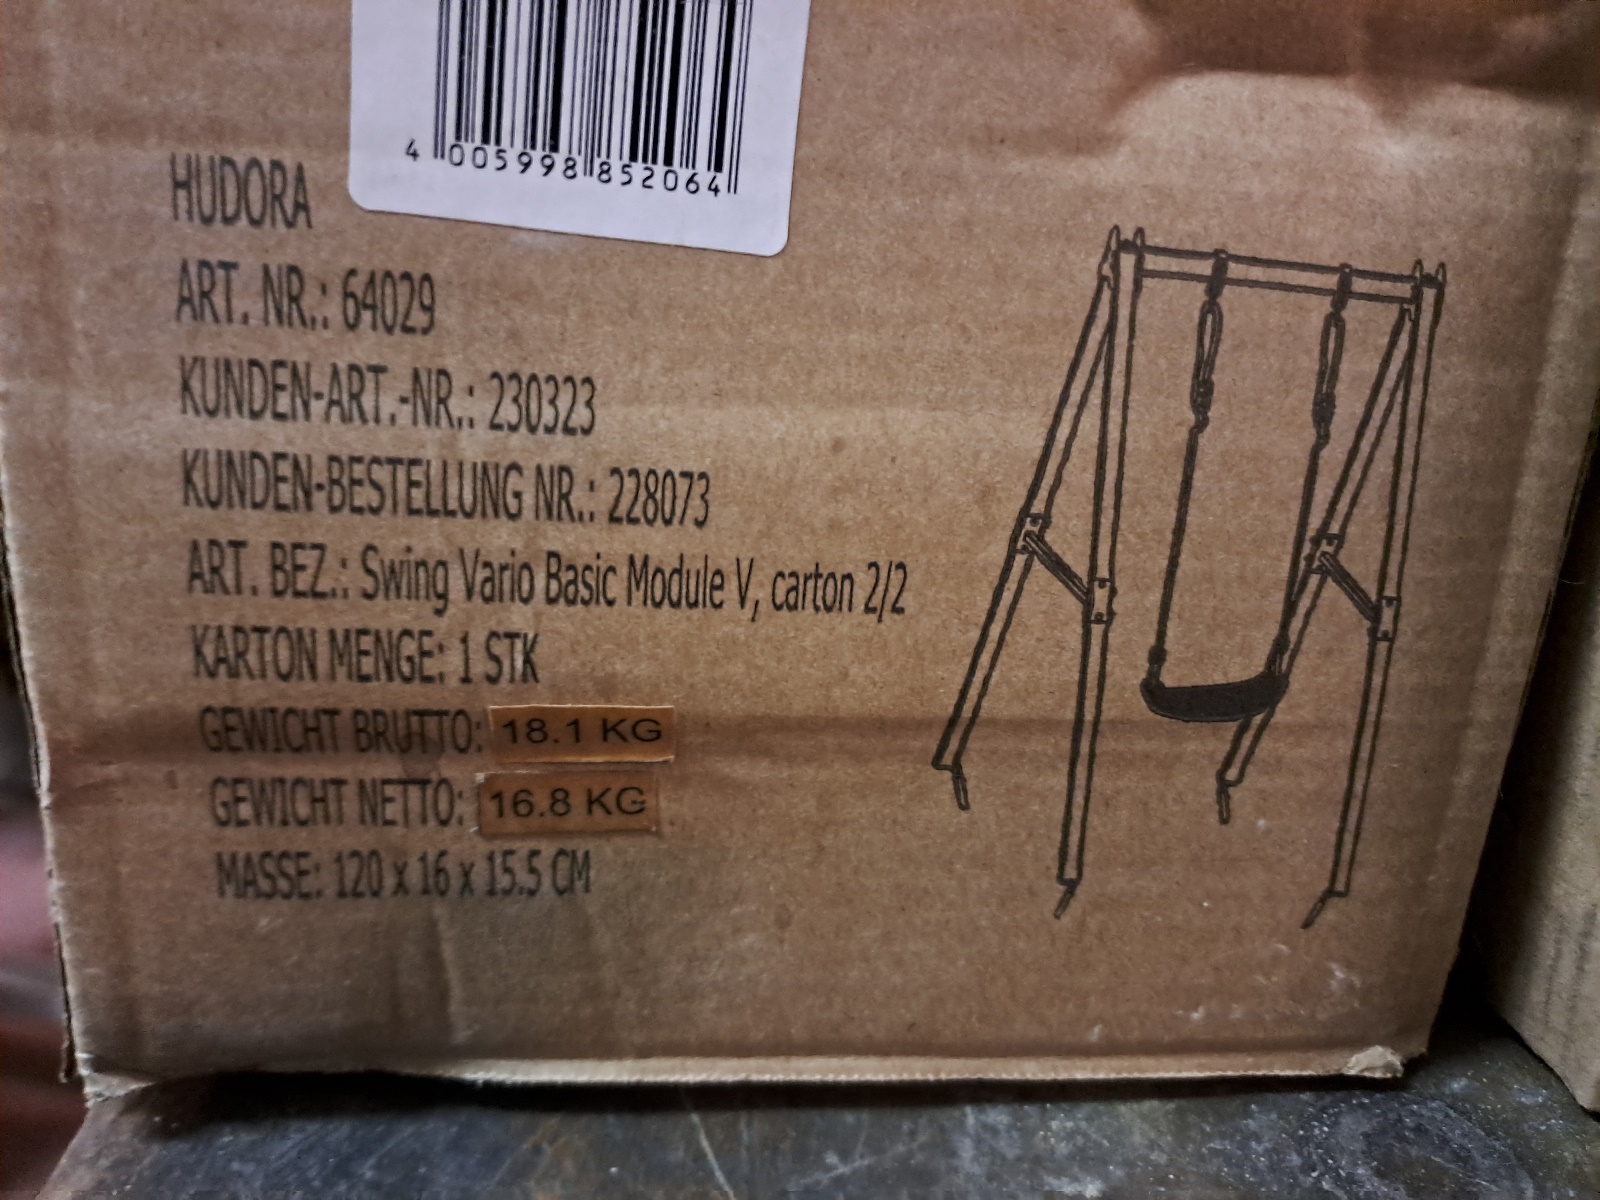 4 005998 852064
HUDORA
ART. NR.: 64029
KUNDEN-ART.-NR.: 230323
KUNDEN-BESTELLUNG NR.: 228073
ART. BEZ.: Swing Vario Basic Module V, carton 2/2
KARTON MENGE: 1 STK
GEWICHT BRUTTO: 18.1 KG
GEWICHT NETTO: 16.8 KG
MASSE: 120 x 16 x 15.5 CM